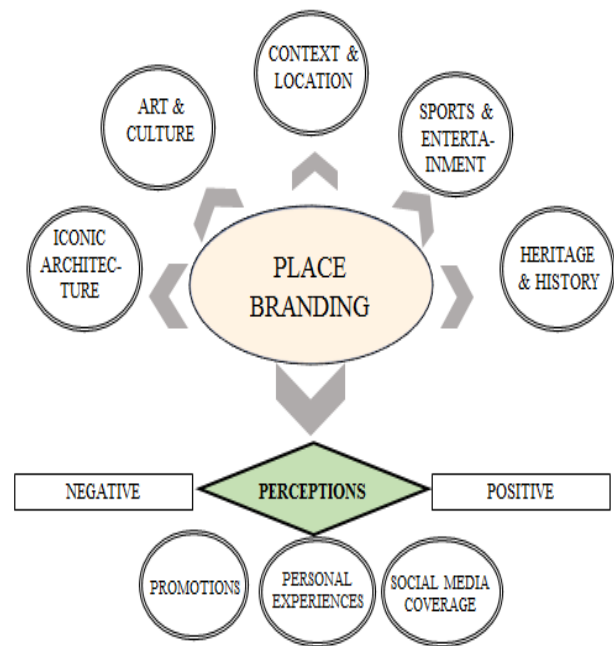 CONTEXT &
LOCATION
ART &
CULTURE
SPORTS &
ENTERTA-
INMENT
ICONIC
ARCHITEC-
TURE
HERITAGE
& HISTORY
PLACE
BRANDING
NEGATIVE
PERCEPTIONS
POSITIVE
PROMOTIONS
PERSONAL
EXPERIENCES
SOCIAL MEDIA
COVERAGE